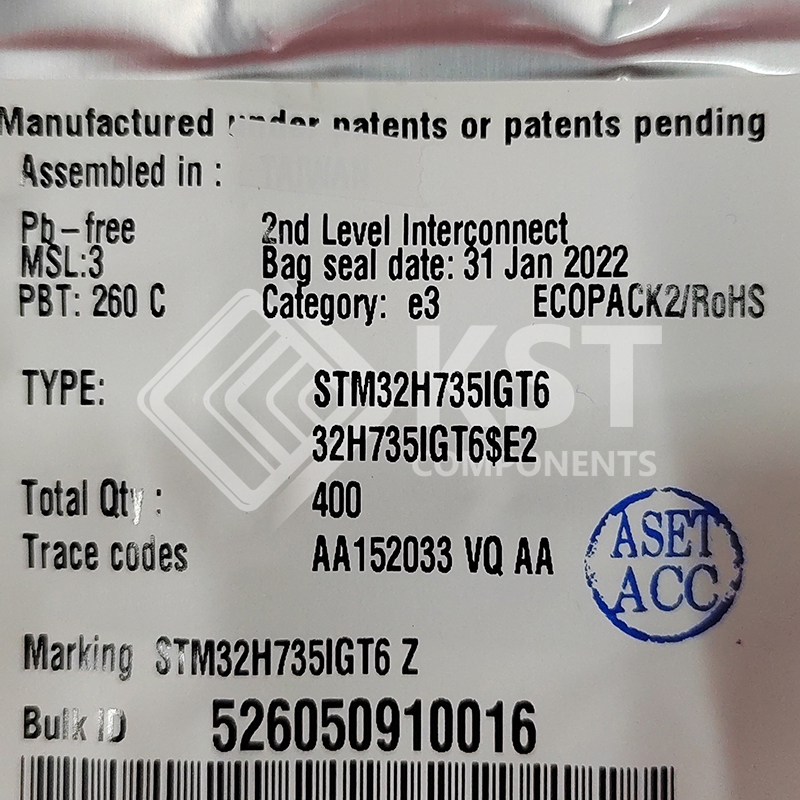 Manufactured under patents or patents pending
Assembled in : TAIWAN
Pb-free 2nd Level Interconnect
MSL:3 Bag seal date: 31 Jan 2022
PBT: 260 C Category: e3 ECOPACK2/RoHS
TYPE: STM32H735IGT6
32H735IGT6$E2
Total Qty : 400
Trace codes AA152033 VQ AA
Marking STM32H735IGT6 Z
Bulk ID 526050910016
KST
COMPONENTS
ASET
ACC